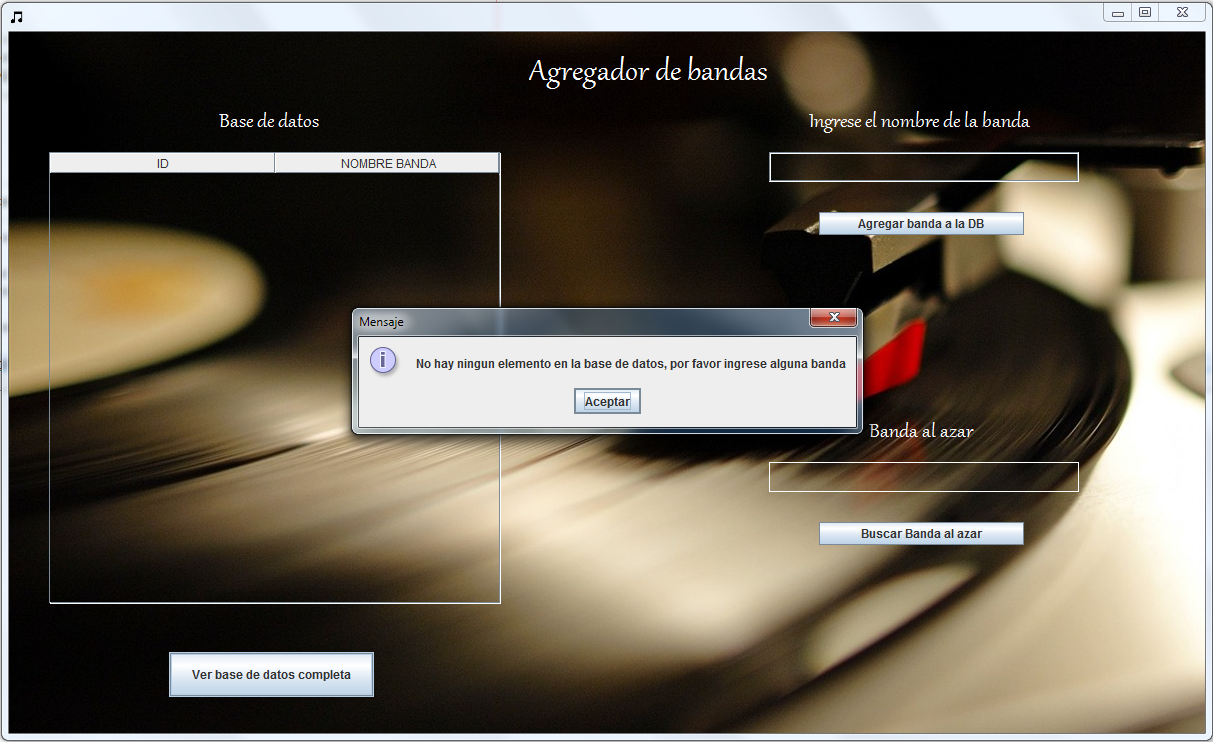 Agregador de bandas
Base de datos
Ingrese el nombre de la banda
ID
NOMBRE BANDA
Agregar banda a la DB
Mensaje
No hay ningun elemento en la base de datos, por favor ingrese alguna banda
Aceptar
Banda al azar
Buscar Banda al azar
Ver base de datos completa